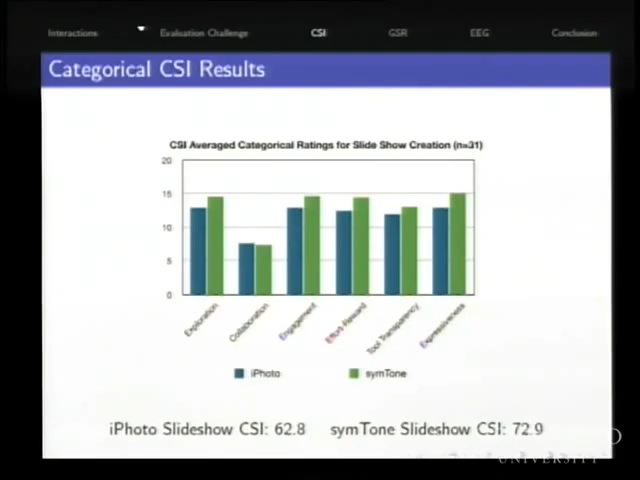 Interactions Evaluation Challenge CSI GSR EEG Conclusion
Categorical CSI Results
CSI Averaged Categorical Ratings for Slide Show Creation (n=31)
20
15
10
5
0
Exploration
Collaboration
Engagement
Effort-Reward
Tool Transparency
Expressiveness
iPhoto symTone
iPhoto Slideshow CSI: 62.8 symTone Slideshow CSI: 72.9
UNIVERSITY